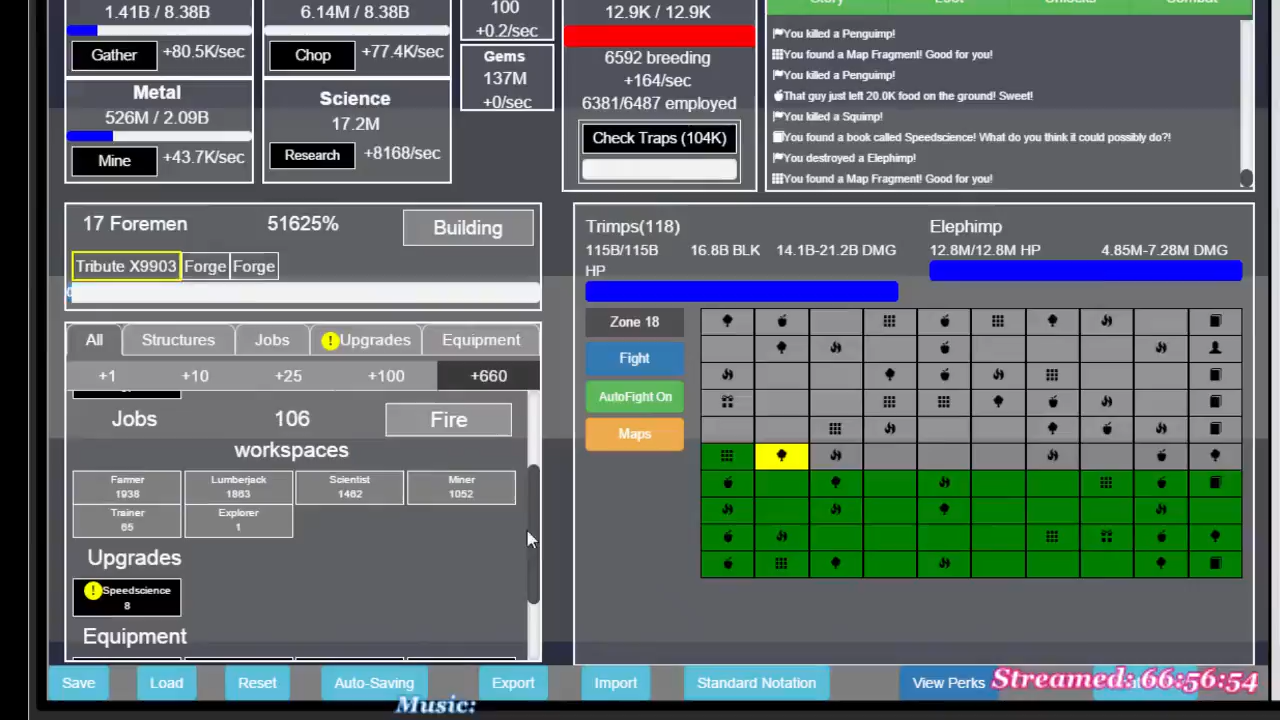 1.41B / 8.38B
Gather +80.5K/sec
6.14M / 8.38B
Chop +77.4K/sec
100
+0.2/sec
Gems
137M
+0/sec
Metal
526M / 2.09B
Mine +43.7K/sec
Science
17.2M
Research +8168/sec
12.9K / 12.9K
6592 breeding
+164/sec
6381/6487 employed
Check Traps (104K)
You killed a Penguimp!
You found a Map Fragment! Good for you!
You killed a Penguimp!
That guy just left 20.0K food on the ground! Sweet!
You killed a Squimp!
You found a book called Speedscience! What do you think it could possibly do?!
You destroyed a Elephimp!
You found a Map Fragment! Good for you!
17 Foremen 51625% Building
Tribute X9903 Forge Forge
All Structures Jobs ! Upgrades Equipment
+1 +10 +25 +100 +660
Jobs 106 Fire
workspaces
Farmer Lumberjack Scientist Miner
1938 1863 1462 1052
Trainer Explorer
65 1
Upgrades
! Speedscience
8
Equipment
Trimps(118)
115B/115B 16.8B BLK 14.1B-21.2B DMG
HP
Elephimp
12.8M/12.8M HP 4.85M-7.28M DMG
Zone 18
Fight
AutoFight On
Maps
Save Load Reset Auto-Saving Export Import Standard Notation View Perks
Streamed: 66:56:54
Music: